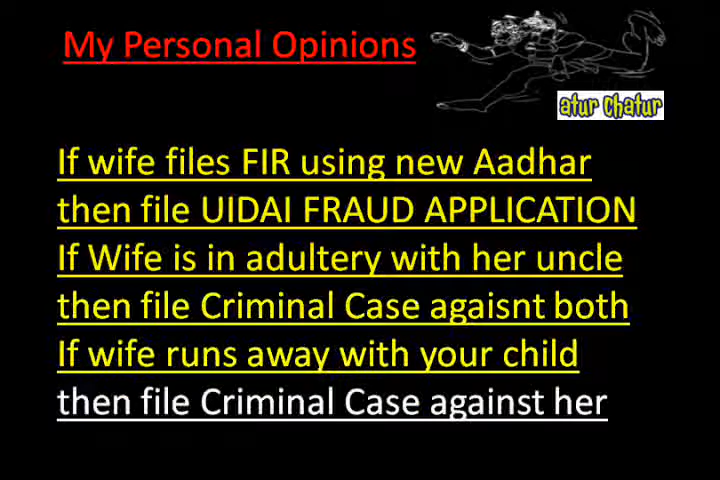 My Personal Opinions
atur chatur
If wife files FIR using new Aadhar
then file UIDAI FRAUD APPLICATION
If Wife is in adultery with her uncle
then file Criminal Case agaisnt both
If wife runs away with your child
then file Criminal Case against her